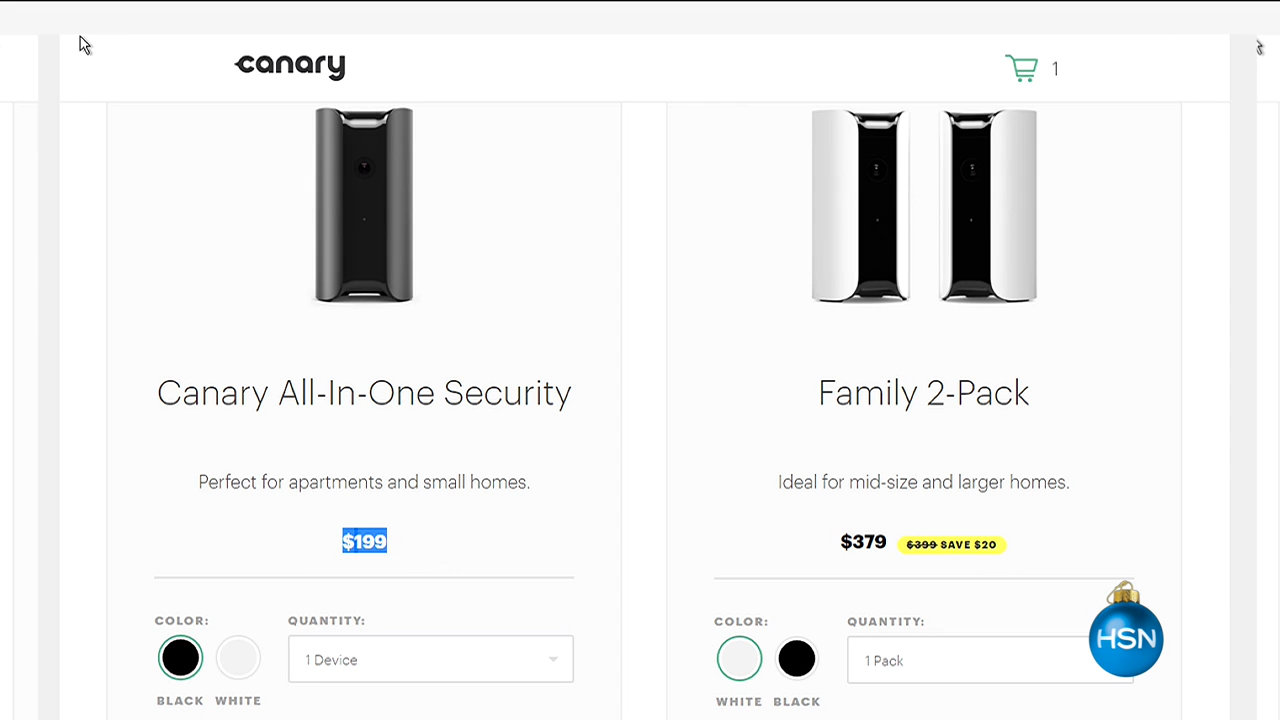 canary
1
Canary All-In-One Security
Perfect for apartments and small homes.
$199
COLOR:
QUANTITY:
1 Device
BLACK WHITE
Family 2-Pack
Ideal for mid-size and larger homes.
$379 $399 SAVE $20
COLOR:
QUANTITY:
1 Pack
WHITE BLACK
HSN